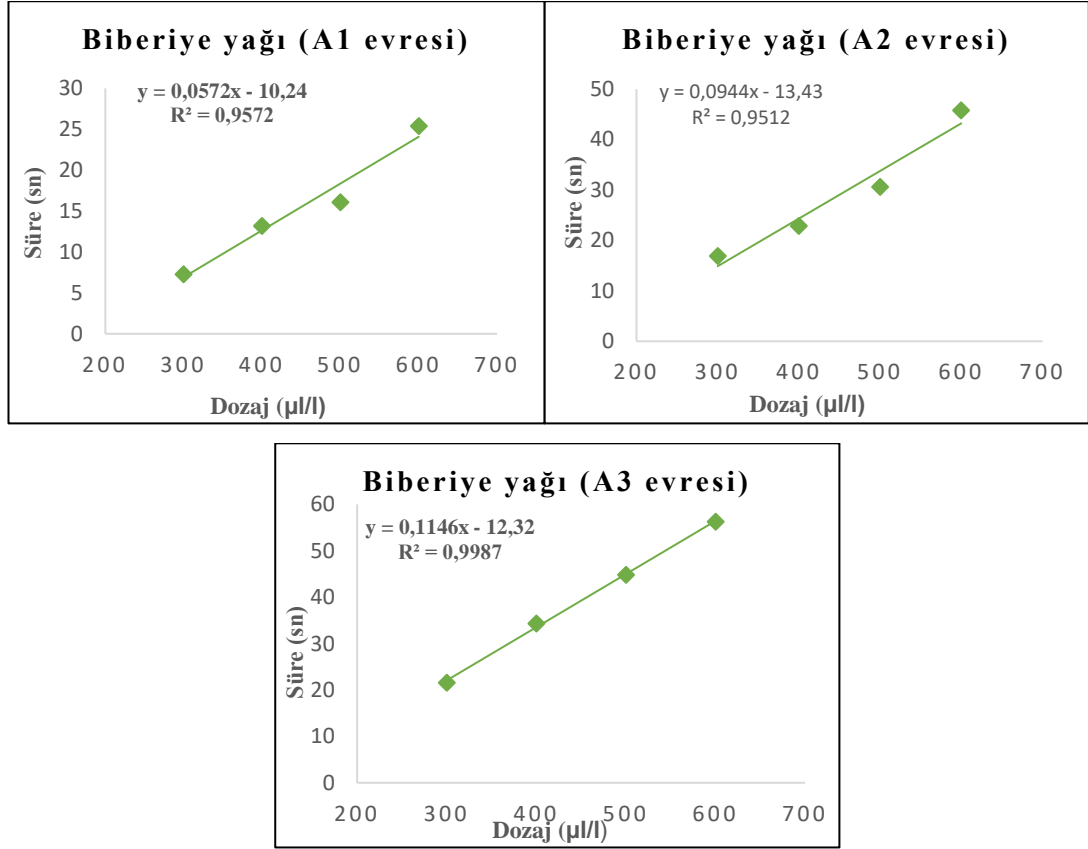 Biberiye yağı (A1 evresi)
y = 0,0572x - 10,24
R² = 0,9572
30
25
20
15
10
5
0
Süre (sn)
200 300 400 500 600 700
Dozaj (µl/l)
Biberiye yağı (A2 evresi)
y = 0,0944x - 13,43
R² = 0,9512
50
40
30
20
10
0
Süre (sn)
200 300 400 500 600 700
Dozaj (µl/l)
Biberiye yağı (A3 evresi)
y = 0,1146x - 12,32
R² = 0,9987
60
50
40
30
20
10
0
Süre (sn)
200 300 400 500 600 700
Dozaj (µl/l)